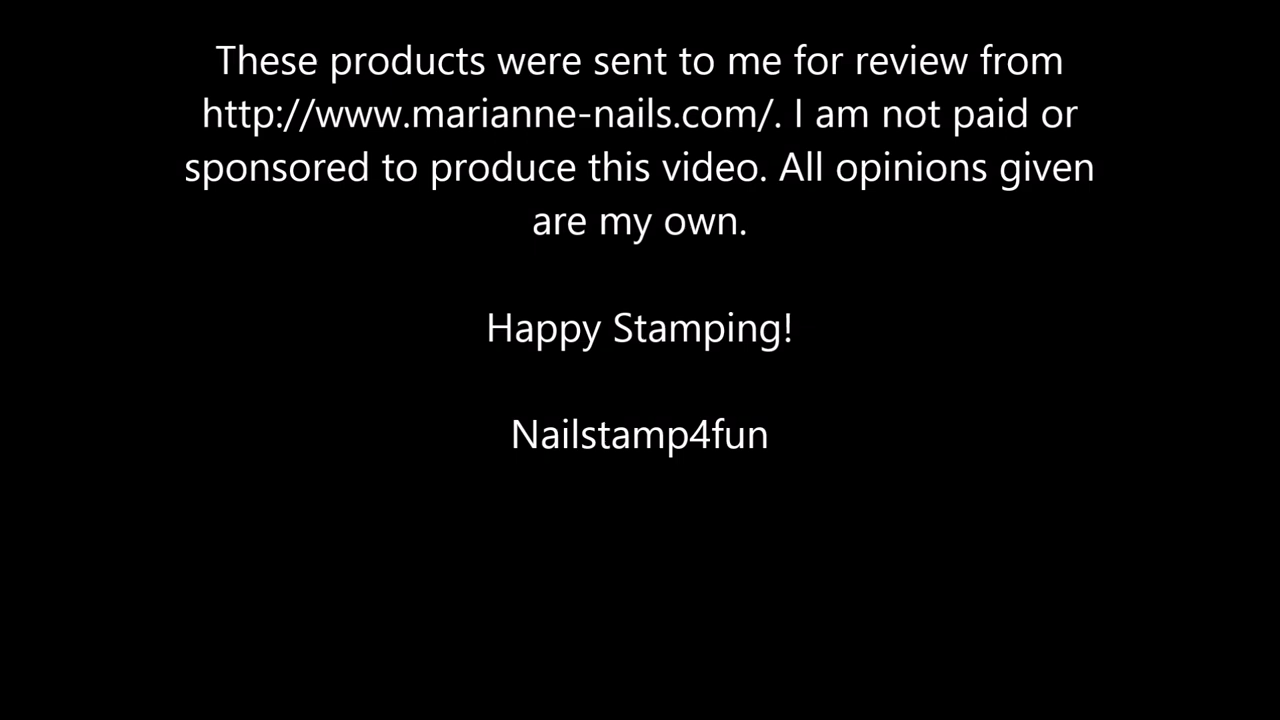 These products were sent to me for review from
http://www.marianne-nails.com/. I am not paid or
sponsored to produce this video. All opinions given
are my own.
Happy Stamping!
Nailstamp4fun